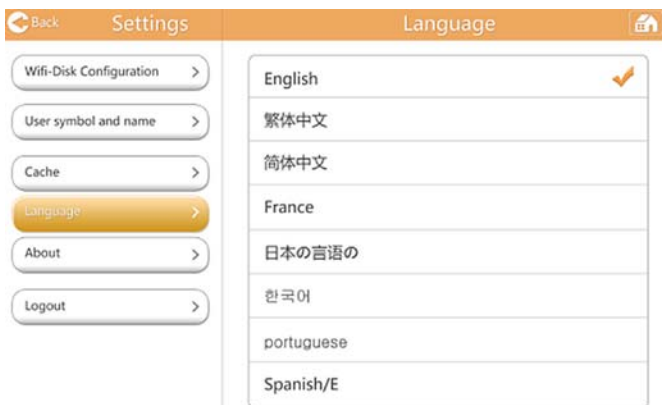 Back
Settings
Language
Wifi-Disk Configuration
User symbol and name
Cache
Language
About
Logout
English
繁体中文
简体中文
France
日本の言语の
한국어
portuguese
Spanish/E